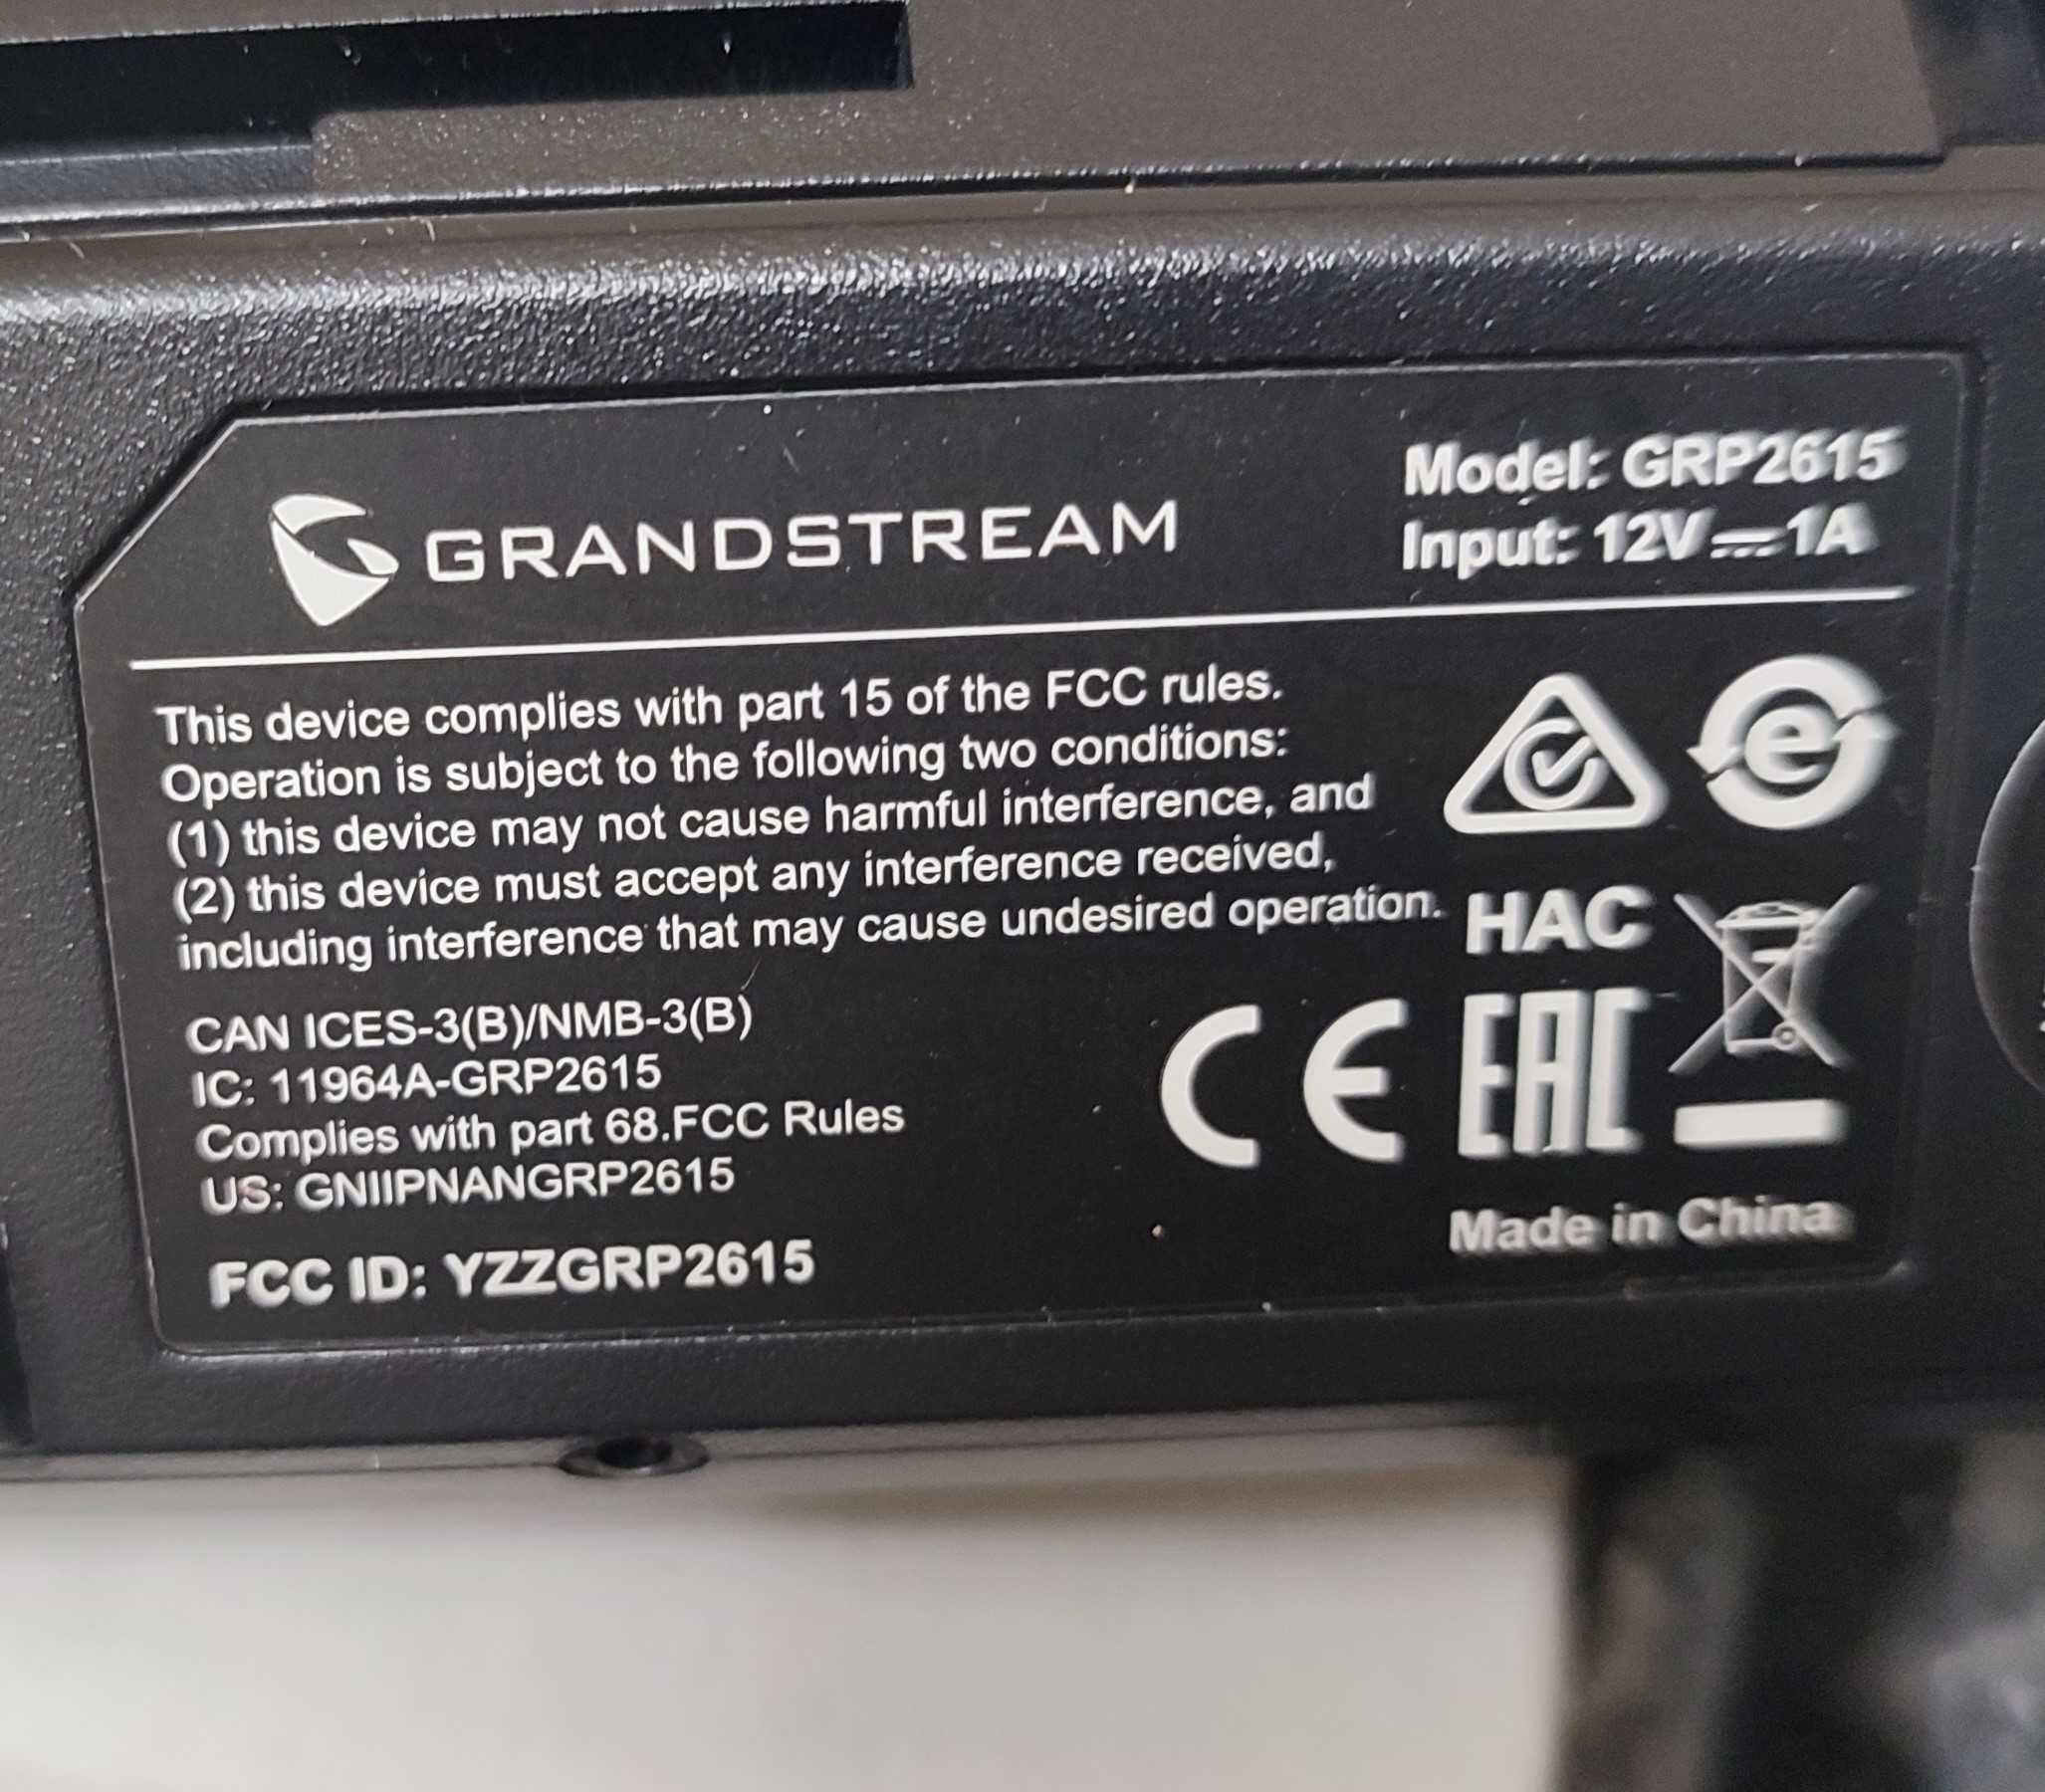 GRANDSTREAM
Model: GRP2615
Input: 12V⎓1A
This device complies with part 15 of the FCC rules.
Operation is subject to the following two conditions:
(1) this device may not cause harmful interference, and
(2) this device must accept any interference received,
including interference that may cause undesired operation.
HAC
CAN ICES-3(B)/NMB-3(B)
IC: 11964A-GRP2615
Complies with part 68.FCC Rules
US: GNIIPNANGRP2615
FCC ID: YZZGRP2615
CE EAC
Made in China